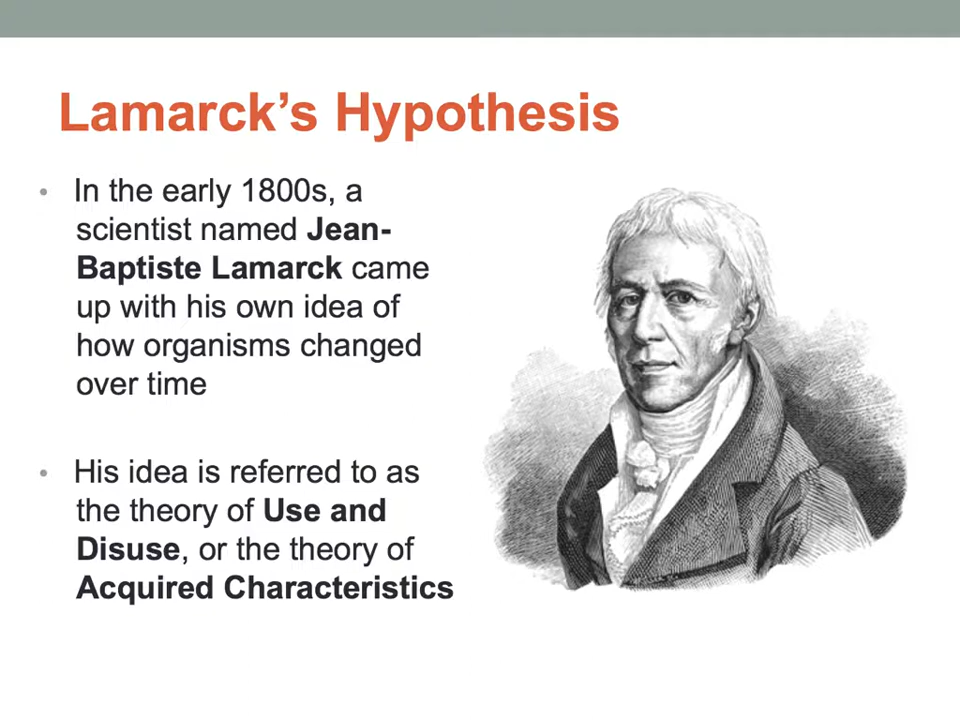 Lamarck’s Hypothesis
• In the early 1800s, a
scientist named Jean-
Baptiste Lamarck came
up with his own idea of
how organisms changed
over time
• His idea is referred to as
the theory of Use and
Disuse, or the theory of
Acquired Characteristics